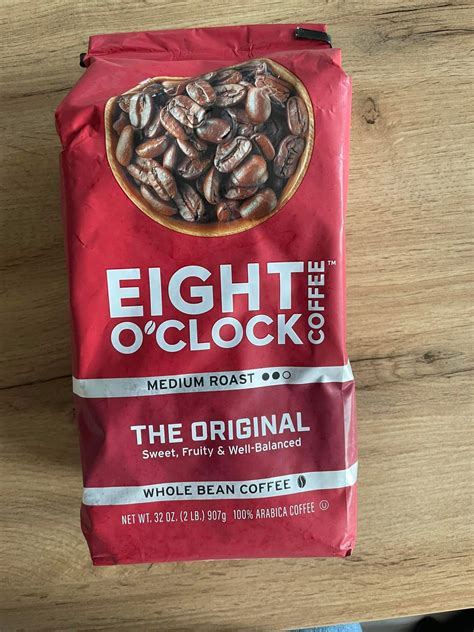 EIGHT
O'CLOCK
COFFEE™
MEDIUM ROAST
THE ORIGINAL
Sweet, Fruity & Well-Balanced
WHOLE BEAN COFFEE
NET WT. 32 OZ. (2 LB.) 907g 100% ARABICA COFFEE Ⓤ